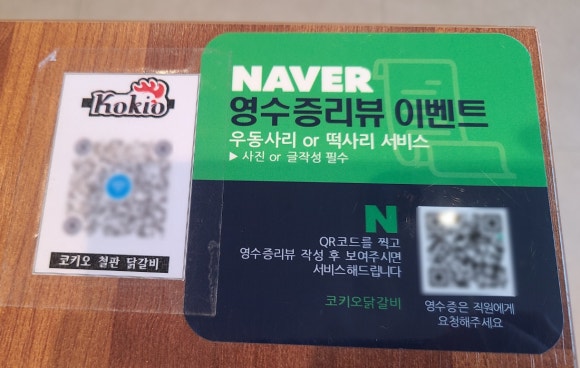 Kokio
코키오 철판 닭갈비
NAVER
영수증리뷰 이벤트
우동사리 or 떡사리 서비스
▶ 사진 or 글작성 필수
N
QR코드를 찍고
영수증리뷰 작성 후 보여주시면
서비스해드립니다
코키오닭갈비
영수증은 직원에게
요청해주세요